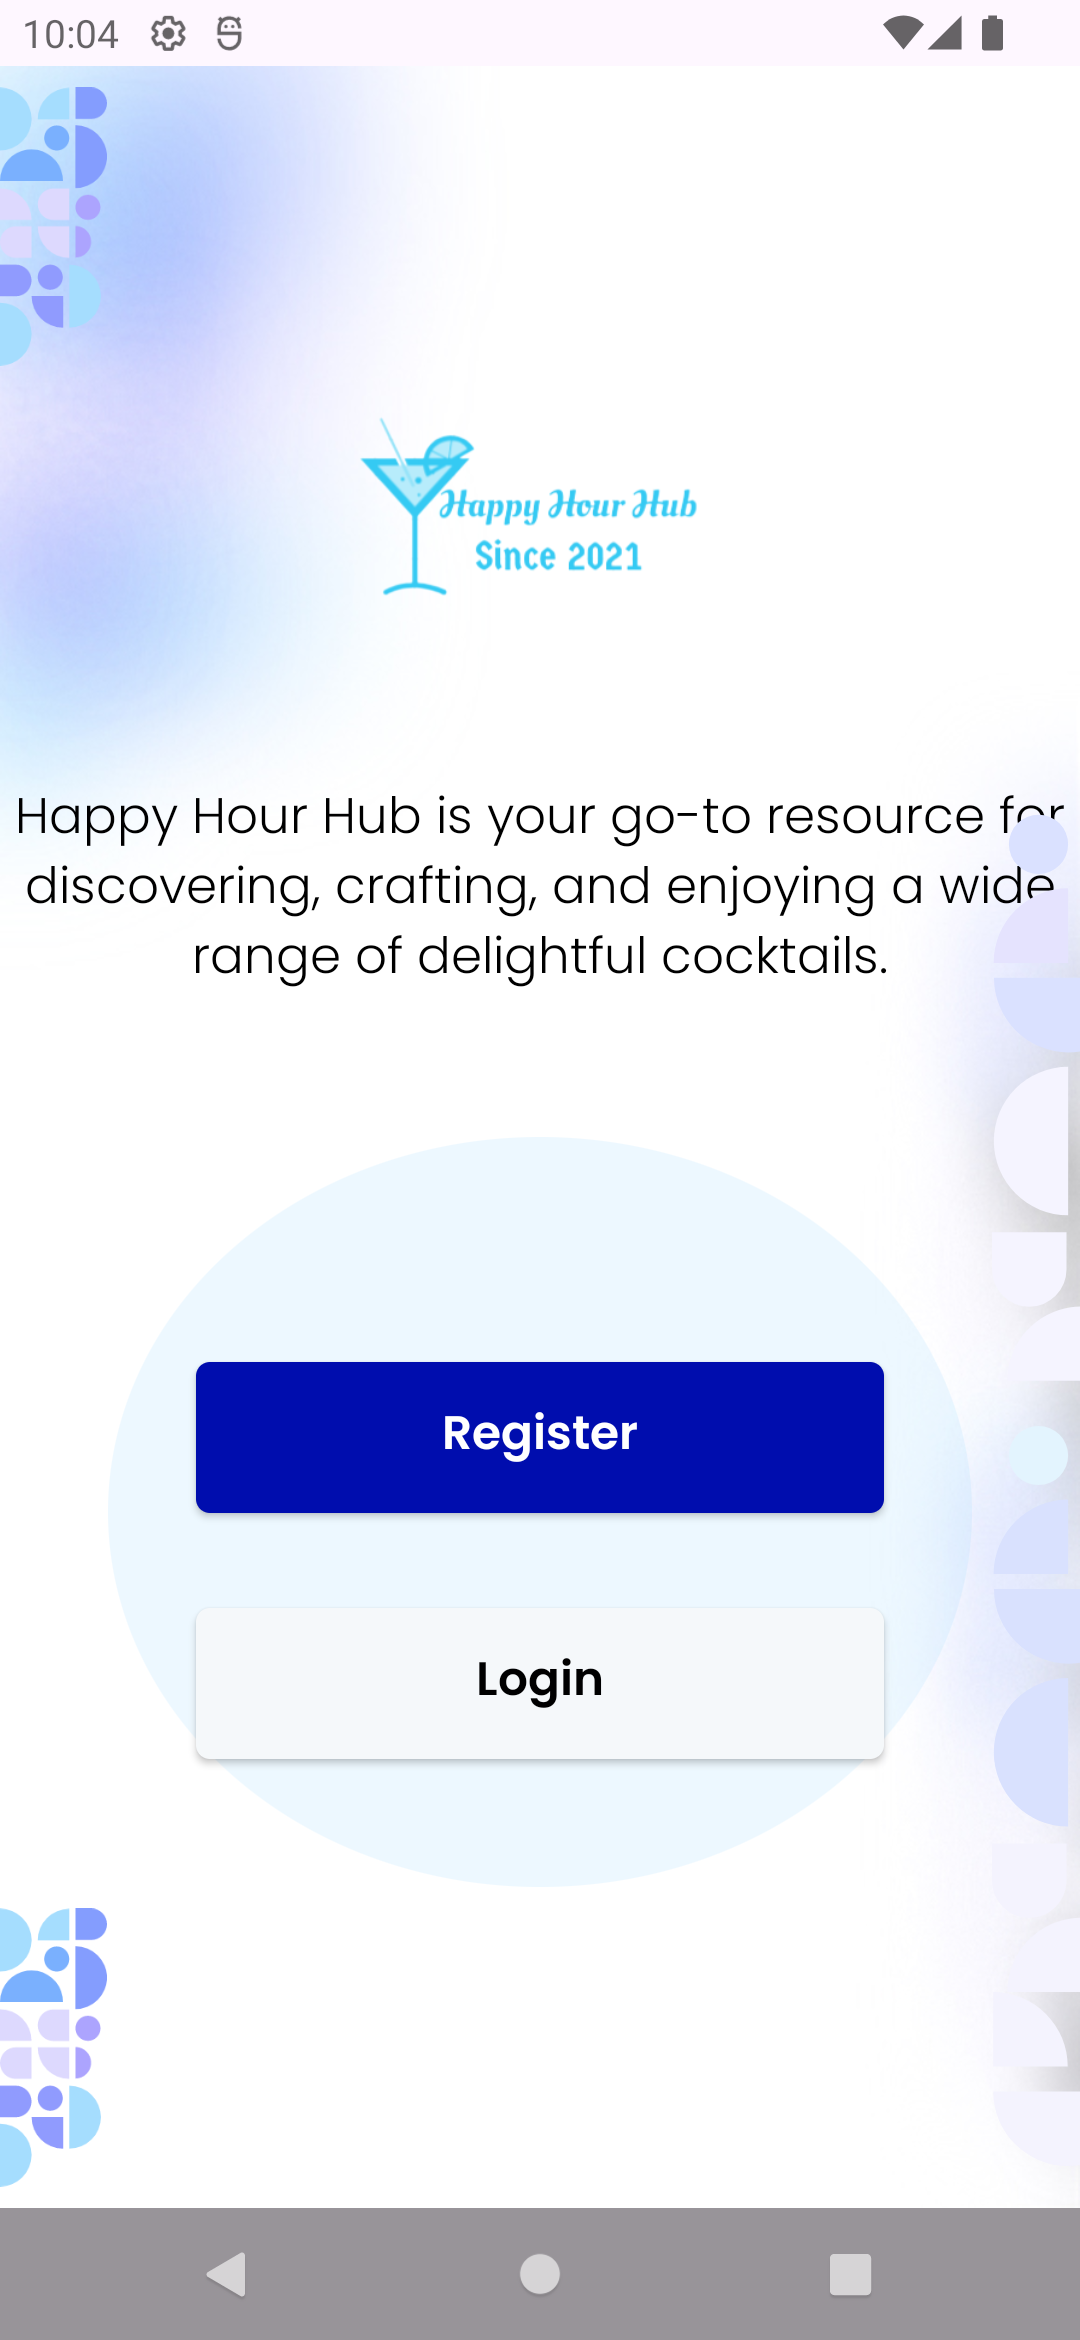 10:04
Happy Hour Hub
Since 2021
Happy Hour Hub is your go-to resource for
discovering, crafting, and enjoying a wide
range of delightful cocktails.
Register
Login